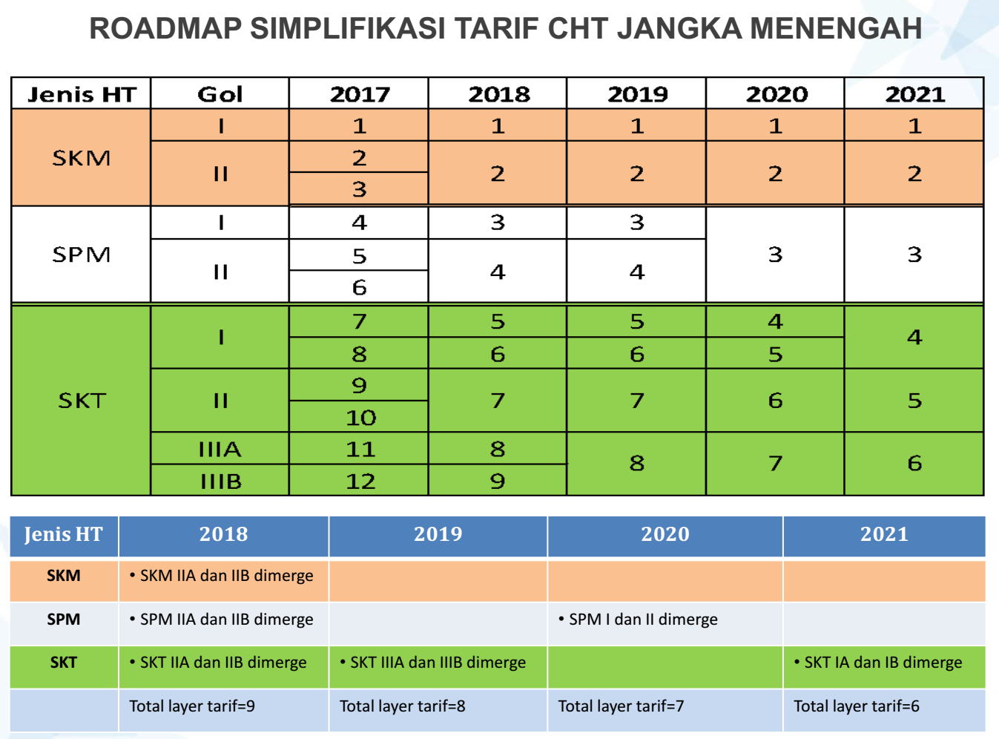 ROADMAP SIMPLIFIKASI TARIF CHT JANGKA MENENGAH
Jenis HT Gol 2017 2018 2019 2020 2021
SKM I 1 1 1 1 1
II 2 2 2 2 2
3
SPM I 4 3 3 3 3
II 5 4 4
6
SKT I 7 5 5 4 4
8 6 6 5
II 9 7 7 6 5
10
IIIA 11 8 8 7 6
IIIB 12 9
Jenis HT 2018 2019 2020 2021
SKM • SKM IIA dan IIB dimerge
SPM • SPM IIA dan IIB dimerge • SPM I dan II dimerge
SKT • SKT IIA dan IIB dimerge • SKT IIIA dan IIIB dimerge • SKT IA dan IB dimerge
Total layer tarif=9 Total layer tarif=8 Total layer tarif=7 Total layer tarif=6